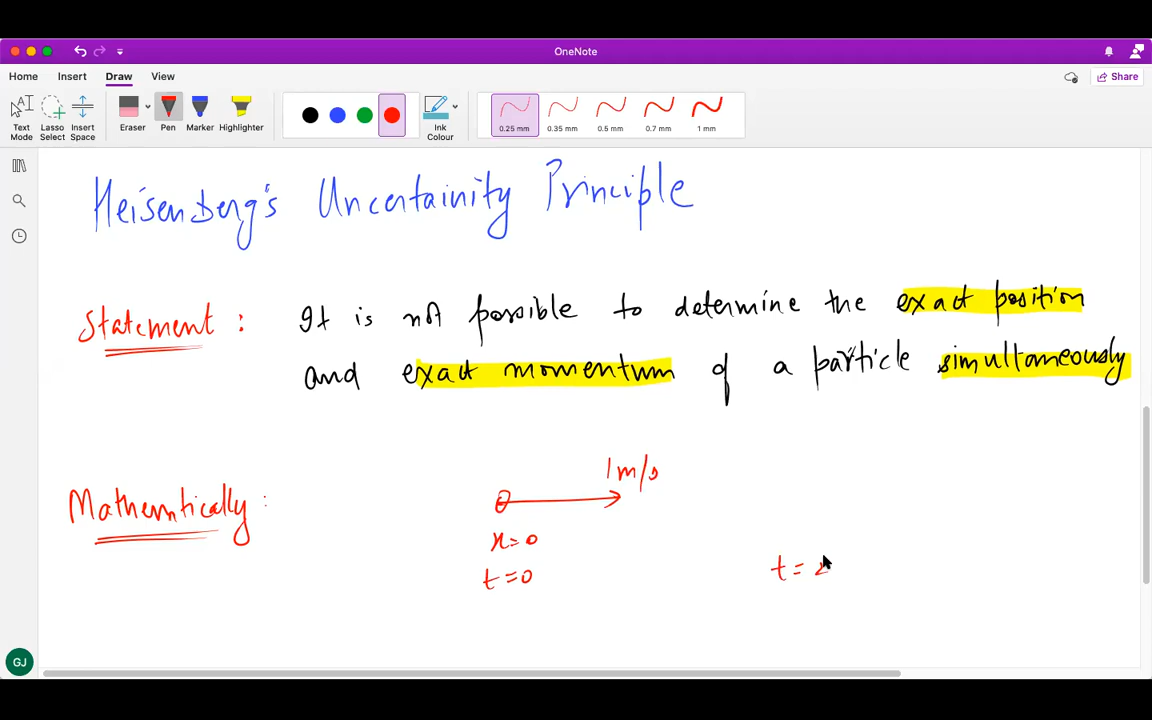 OneNote
Home Insert Draw View
Share
Text Mode
Lasso Select
Insert Space
Eraser
Pen
Marker
Highlighter
Ink Colour
0.25 mm
0.35 mm
0.5 mm
0.7 mm
1 mm
Heisenberg's Uncertainity Principle
Statement : It is not possible to determine the exact position
and exact momentum of a particle simultaneously
1m/s
Mathemtically :
x=0
t=0
t=
GJ